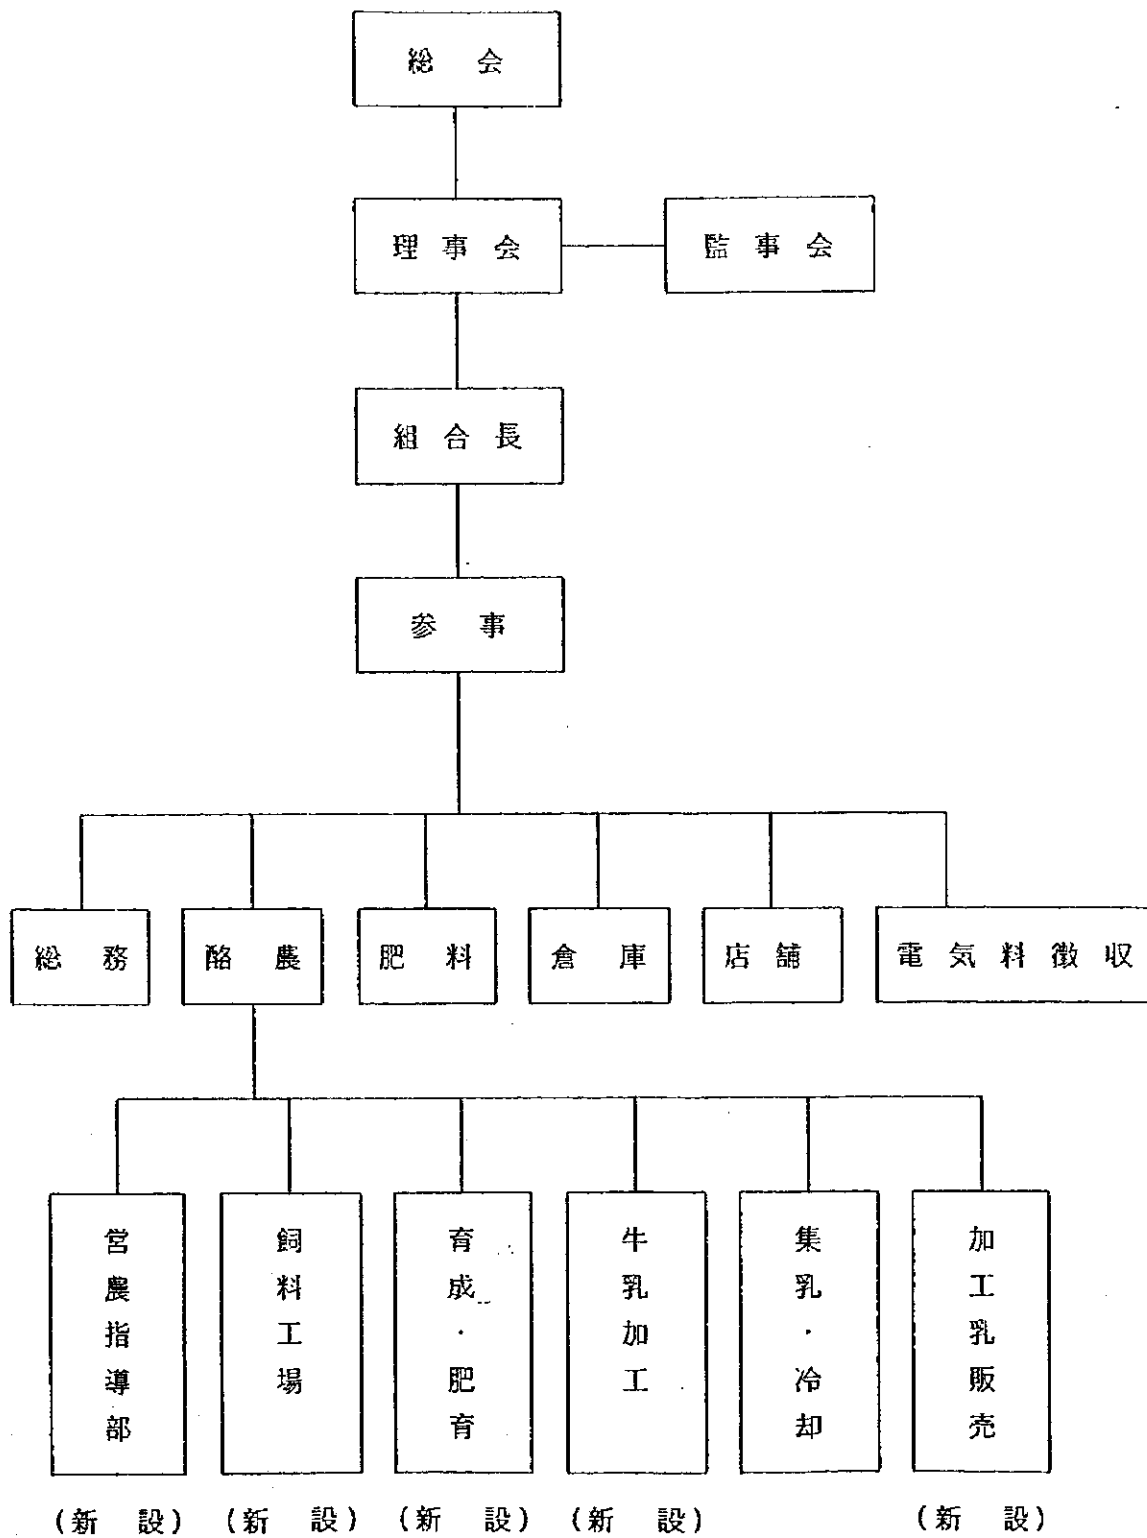 総会
理事会
監事会
組合長
参事
総務
酪農
肥料
倉庫
店舗
電気料徴収
営農指導部
飼料工場
育成・肥育
牛乳加工
集乳・冷却
加工乳販売
(新設)
(新設)
(新設)
(新設)
(新設)